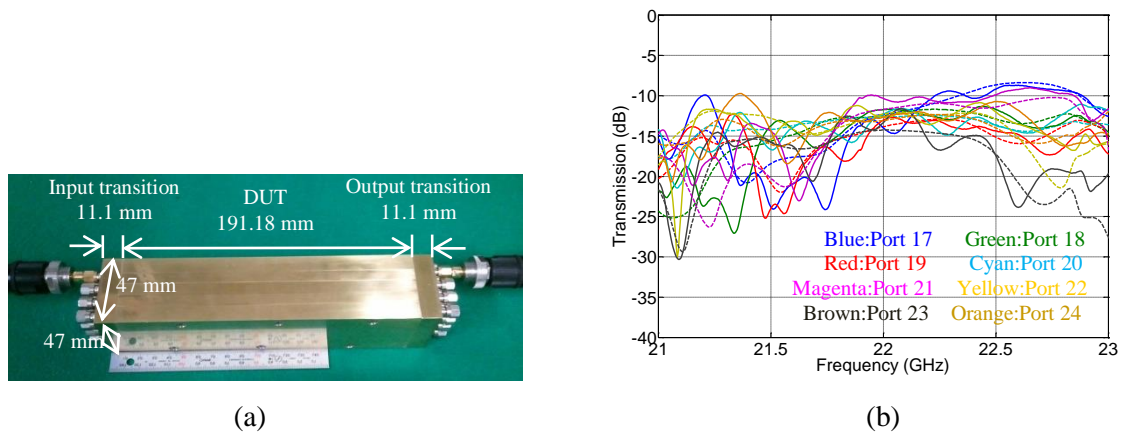 Input transition
11.1 mm
DUT
191.18 mm
Output transition
11.1 mm
47 mm
47 mm
(a)
Transmission (dB)
0
-5
-10
-15
-20
-25
-30
-35
-40
21
21.5
22
22.5
23
Frequency (GHz)
Blue:Port 17
Green:Port 18
Red:Port 19
Cyan:Port 20
Magenta:Port 21
Yellow:Port 22
Brown:Port 23
Orange:Port 24
(b)